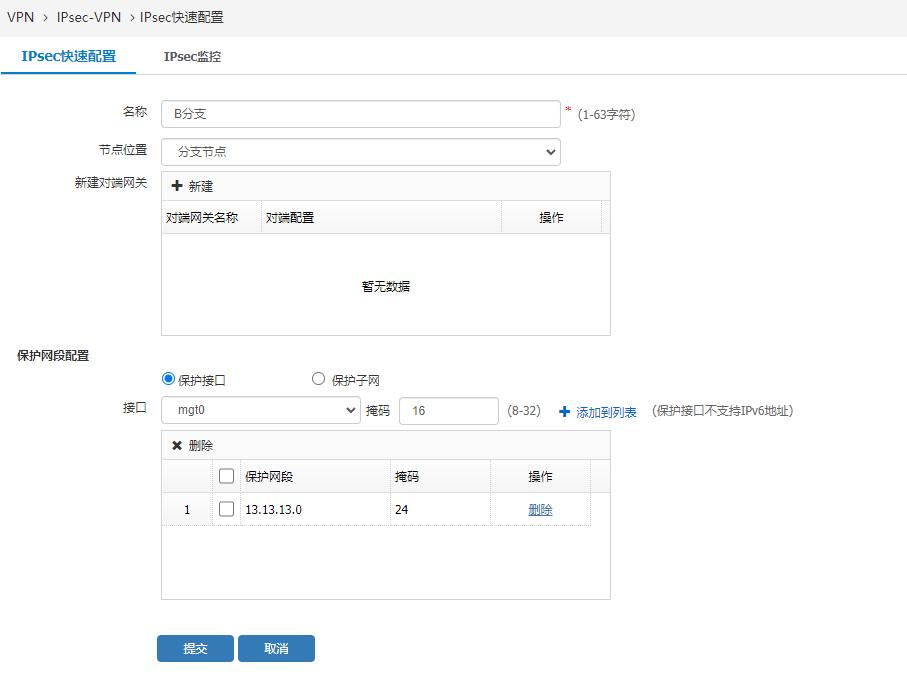 VPN > IPsec-VPN > IPsec快速配置
IPsec快速配置 IPsec监控
名称 B分支 * (1-63字符)
节点位置 分支节点
新建对端网关 新建
对端网关名称 对端配置 操作
暂无数据
保护网段配置
保护接口 保护子网
接口 mgt0 掩码 16 (8-32) 添加到列表 (保护接口不支持IPv6地址)
删除
保护网段 掩码 操作
1 13.13.13.0 24 删除
提交 取消